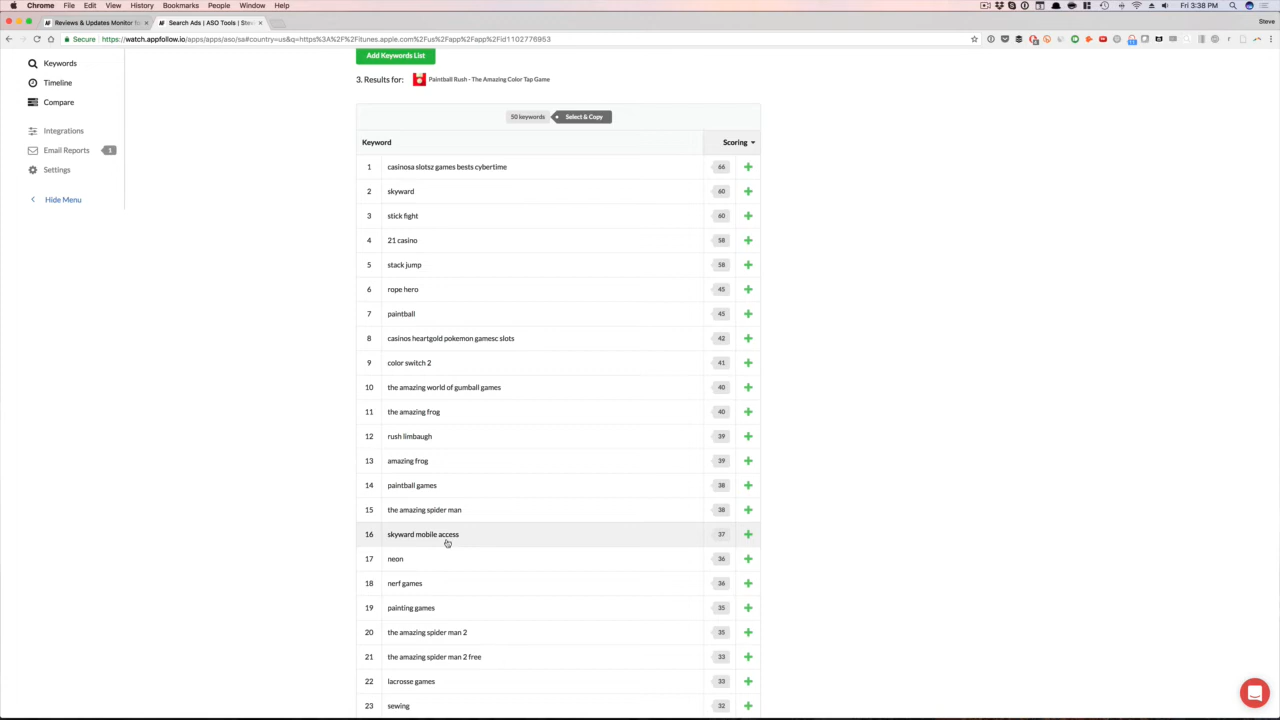 Chrome File Edit View History Bookmarks People Window Help
Fri 3:38 PM
Reviews & Updates Monitor fo
Search Ads | ASO Tools | Stev
Steve
Secure https://watch.appfollow.io/apps/apps/aso/sa#country=us&q=https%3A%2F%2Fitunes.apple.com%2Fus%2Fapp%2Fapp%2Fid1102776953
Keywords
Timeline
Compare
Integrations
Email Reports 1
Settings
Hide Menu
Add Keywords List
3. Results for: Paintball Rush - The Amazing Color Tap Game
50 keywords Select & Copy
Keyword Scoring
1 casinosa slotsz games bests cybertime 66
2 skyward 60
3 stick fight 60
4 21 casino 58
5 stack jump 58
6 rope hero 45
7 paintball 45
8 casinos heartgold pokemon gamesc slots 42
9 color switch 2 41
10 the amazing world of gumball games 40
11 the amazing frog 40
12 rush limbaugh 39
13 amazing frog 39
14 paintball games 38
15 the amazing spider man 38
16 skyward mobile access 37
17 neon 36
18 nerf games 36
19 painting games 35
20 the amazing spider man 2 35
21 the amazing spider man 2 free 33
22 lacrosse games 33
23 sewing 32